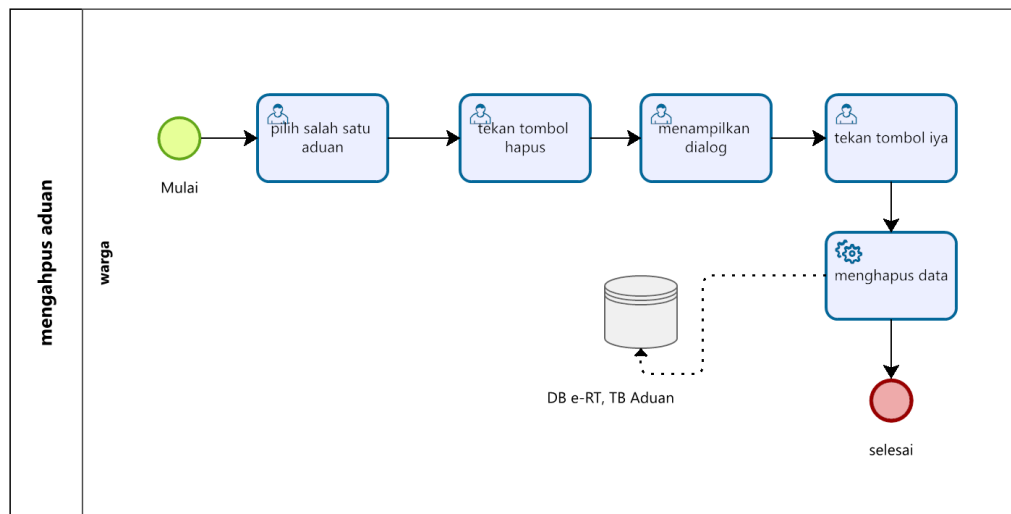 mengahpus aduan
warga
Mulai
pilih salah satu
aduan
tekan tombol
hapus
menampilkan
dialog
tekan tombol iya
menghapus data
DB e-RT, TB Aduan
selesai